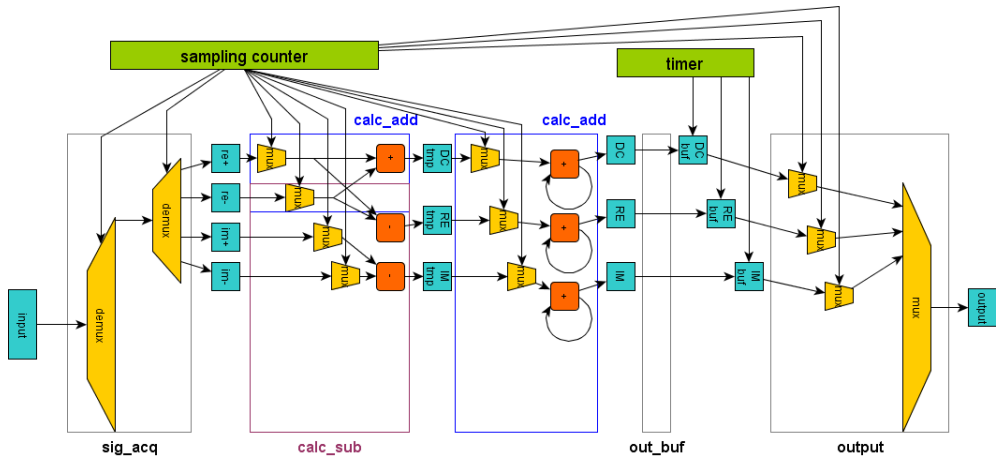 sampling counter
timer
calc_add
calc_add
re+
mux
+
DC
tmp
mux
+
DC
DC
buf
mux
demux
re-
mux
-
RE
tmp
mux
+
RE
RE
buf
mux
im+
mux
im-
mux
-
IM
tmp
mux
+
IM
IM
buf
mux
input
demux
mux
output
sig_acq
calc_sub
out_buf
output